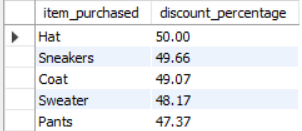 item_purchased discount_percentage
Hat 50.00
Sneakers 49.66
Coat 49.07
Sweater 48.17
Pants 47.37